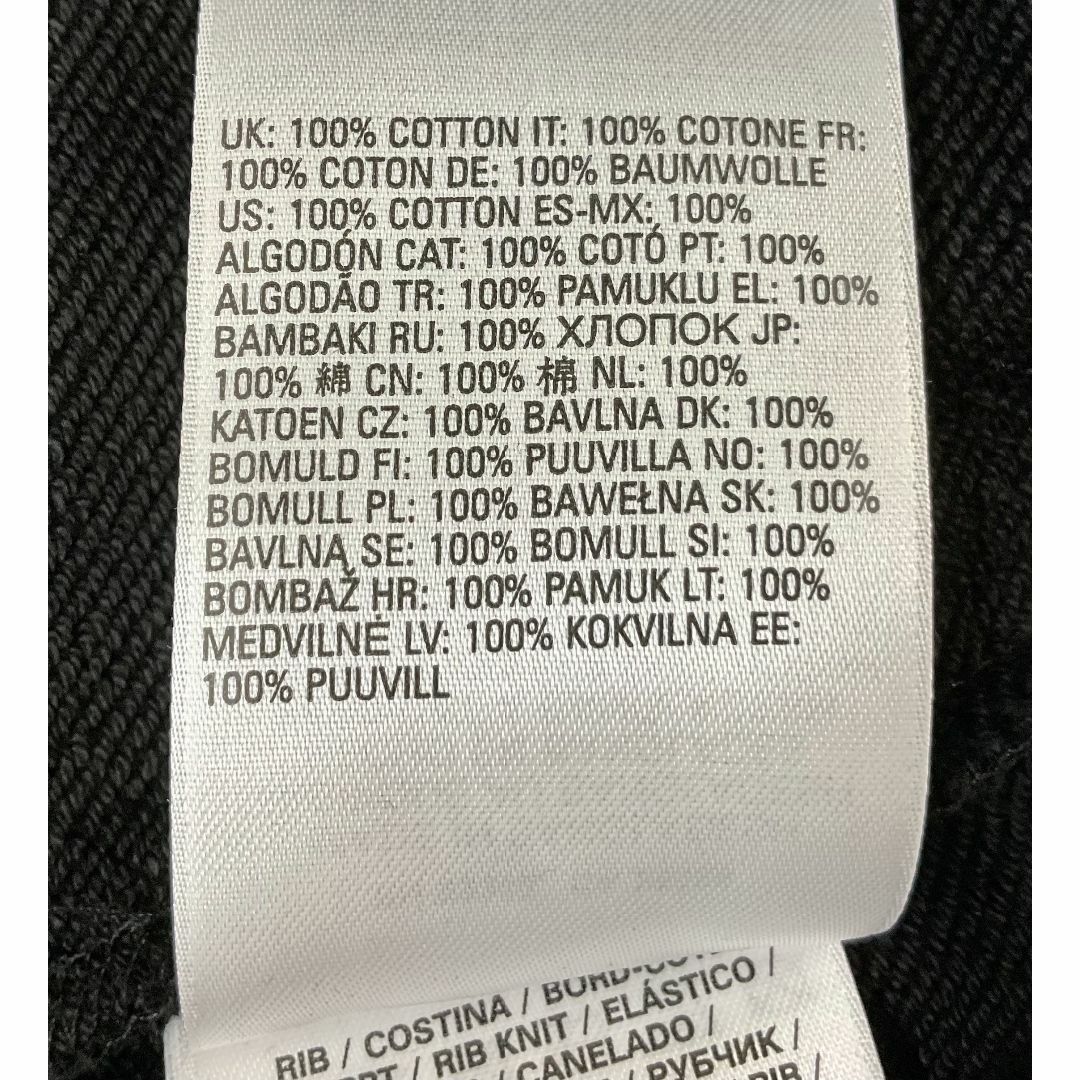 UK: 100% COTTON IT: 100% COTONE FR:
100% COTON DE: 100% BAUMWOLLE
US: 100% COTTON ES-MX: 100%
ALGODÓN CAT: 100% COTÓ PT: 100%
ALGODÃO TR: 100% PAMUKLU EL: 100%
BAMBAKI RU: 100% ХЛОПОК JP:
100% 綿 CN: 100% 棉 NL: 100%
KATOEN CZ: 100% BAVLNA DK: 100%
BOMULD FI: 100% PUUVILLA NO: 100%
BOMULL PL: 100% BAWEŁNA SK: 100%
BAVLNA SE: 100% BOMULL SI: 100%
BOMBAŽ HR: 100% PAMUK LT: 100%
MEDVILNĖ LV: 100% KOKVILNA EE:
100% PUUVILL
RIB / COSTINA /
/ RIB KNIT / ELÁSTICO /
/ CANELADO /
/ РУБЧИК /
RIB /